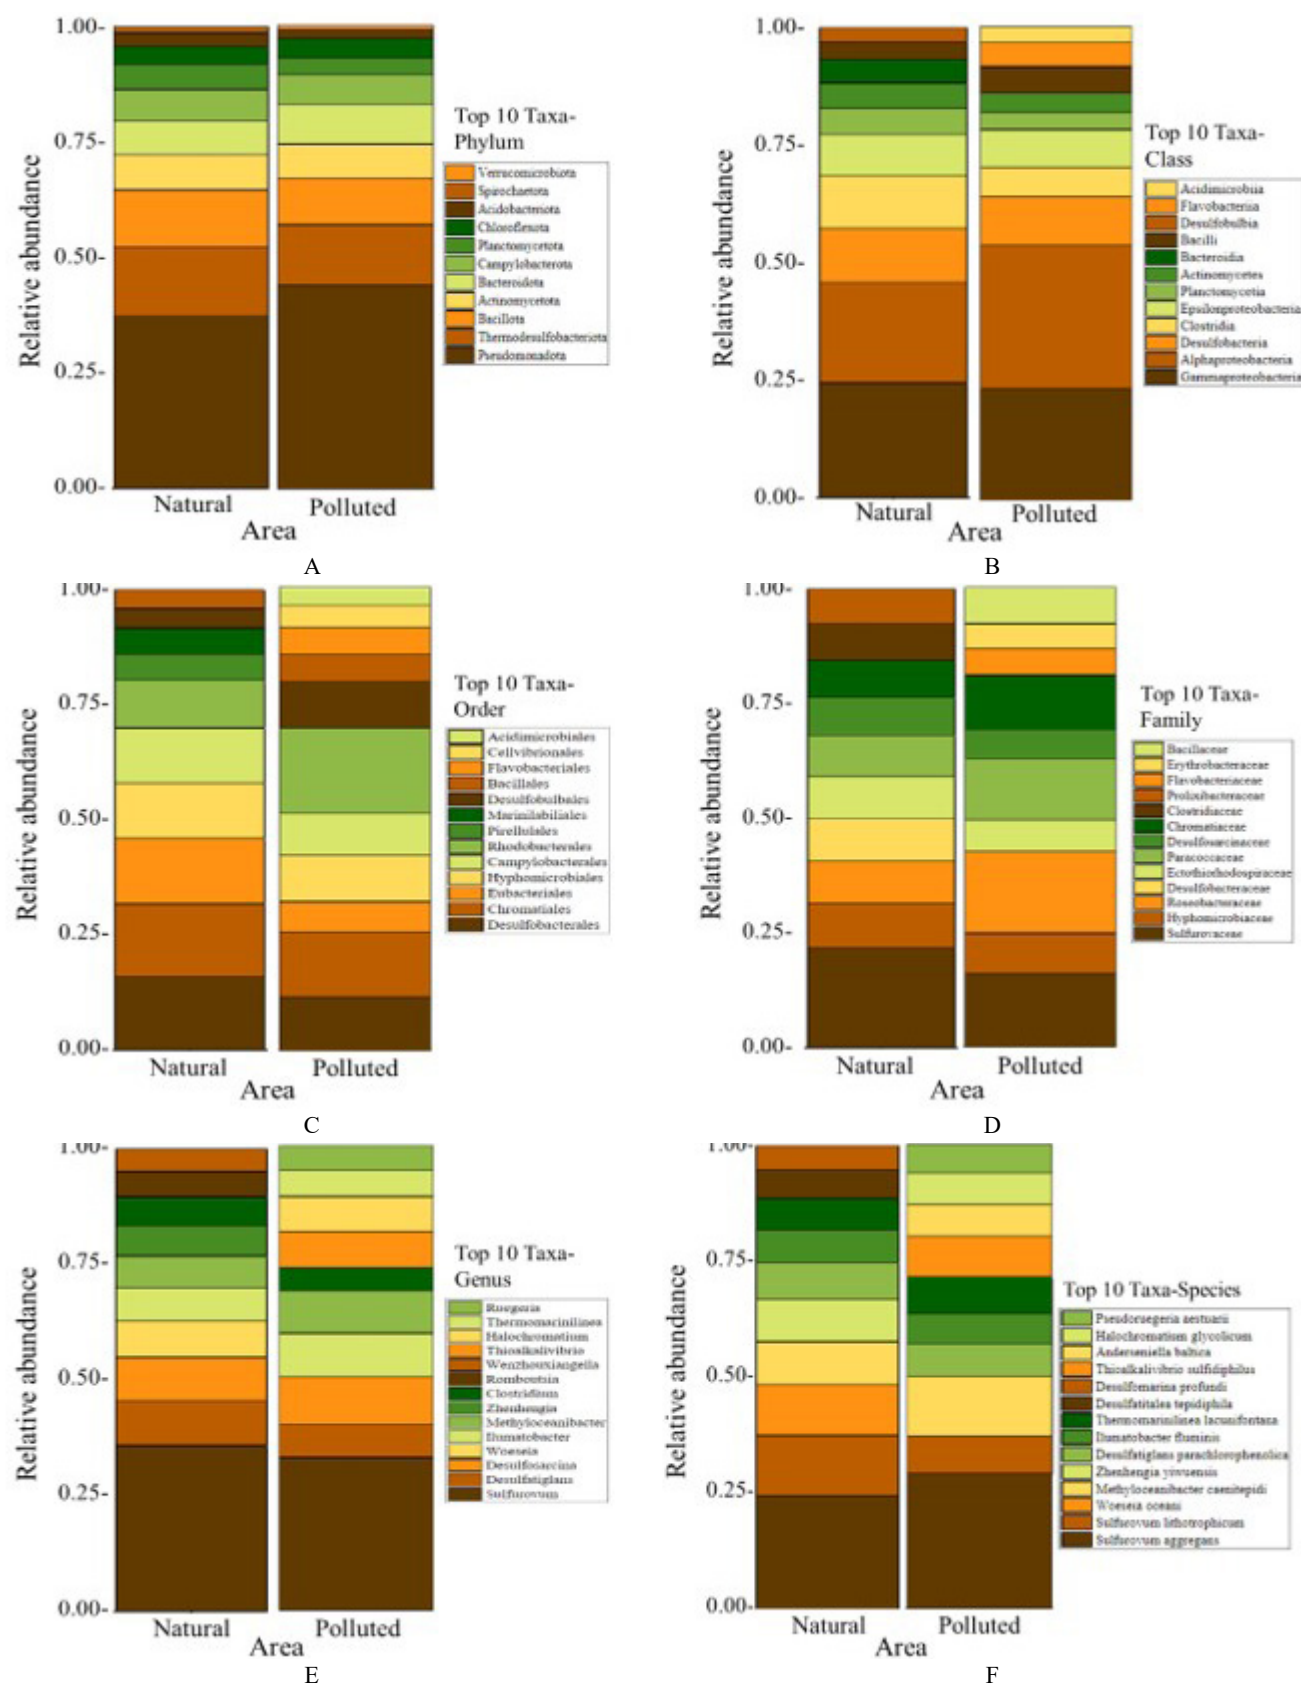 1.00-
0.75-
0.50-
0.25-
0.00-
Relative abundance
Natural
Polluted
Area
Top 10 Taxa-
Phylum
Verrucomicrobiota
Spirochaetota
Acidobacteriota
Chloroflexota
Planctomycetota
Campylobacterota
Bacteroidota
Actinomycetota
Bacillota
Thermodesulfobacteriota
Pseudomonadota
A
1.00-
0.75-
0.50-
0.25-
0.00-
Relative abundance
Natural
Polluted
Area
Top 10 Taxa-
Class
Acidimicrobiia
Flavobacteriia
Desulfobulbia
Bacilli
Bacteroidia
Actinomycetes
Planctomycetia
Epsilonproteobacteria
Clostridia
Desulfobacteria
Alphaproteobacteria
Gammaproteobacteria
B
1.00-
0.75-
0.50-
0.25-
0.00-
Relative abundance
Natural
Polluted
Area
Top 10 Taxa-
Order
Acidimicrobiales
Cellvibrionales
Flavobacteriales
Bacillales
Desulfobulbales
Marinilabiliales
Pirellulales
Rhodobacterales
Campylobacterales
Hyphomicrobiales
Eubacteriales
Chromatiales
Desulfobacterales
C
1.00-
0.75-
0.50-
0.25-
0.00-
Relative abundance
Natural
Polluted
Area
Top 10 Taxa-
Family
Bacillaceae
Erythrobacteraceae
Flavobacteriaceae
Prolixibacteraceae
Clostridiaceae
Chromatiaceae
Desulfosarcinaceae
Paracoccaceae
Ectothiorhodospiraceae
Desulfobacteraceae
Roseobacteraceae
Hyphomicrobiaceae
Sulfurovaceae
D
1.00-
0.75-
0.50-
0.25-
0.00-
Relative abundance
Natural
Polluted
Area
Top 10 Taxa-
Genus
Ruegeria
Thermomarinilinea
Halochromatium
Thioalkalivibrio
Wenzhouxiangella
Romboutsia
Clostridium
Zhenhengia
Methyloceanibacter
Ilumatobacter
Woeseia
Desulfosarcina
Desulfatiglans
Sulfurovum
E
1.00-
0.75-
0.50-
0.25-
0.00-
Relative abundance
Natural
Polluted
Area
Top 10 Taxa-Species
Pseudoruegeria aestuarii
Halochromatium glycolicum
Anderseniella baltica
Thioalkalivibrio sulfidiphilus
Desulfomarina profundi
Desulfatitalea tepidiphila
Thermomarinilinea lacunifontana
Ilumatobacter fluminis
Desulfatiglans parachlorophenolica
Zhenhengia yiwuensis
Methyloceanibacter caenitepidi
Woeseia oceani
Sulfurovum lithotrophicum
Sulfurovum aggregans
F